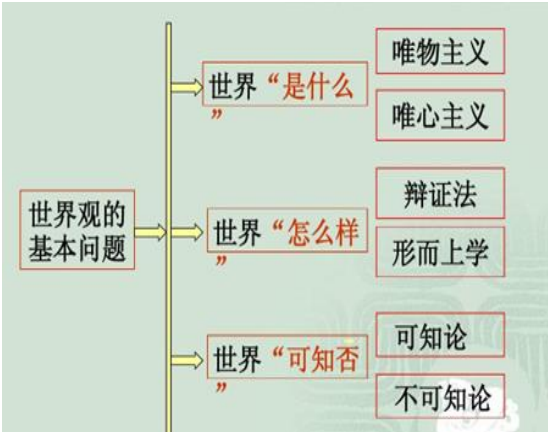 世界观的
基本问题
世界“是什么
”
唯物主义
唯心主义
世界“怎么样
”
辩证法
形而上学
世界“可知否
”
可知论
不可知论